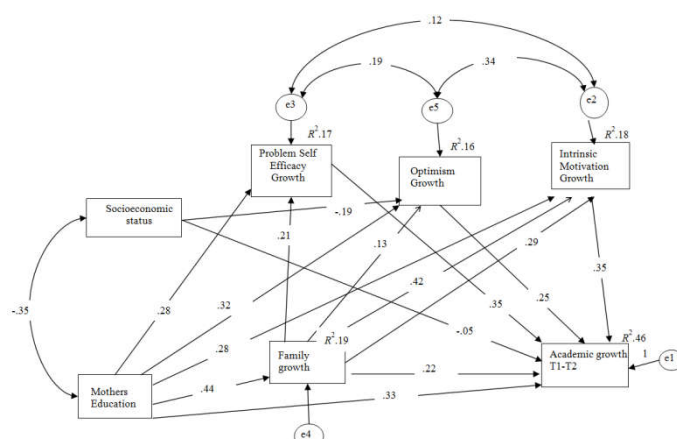 .12
.19
.34
e3
e5
e2
R².17
R².16
R².18
Problem Self
Efficacy
Growth
Optimism
Growth
Intrinsic
Motivation
Growth
Socioeconomic
status
-.19
.21
.13
.29
-.35
.28
.32
.42
.35
.35
.25
.28
-.05
R².19
R².46
Family
growth
Academic growth
T1-T2
1
e1
.44
.22
Mothers
Education
.33
e4